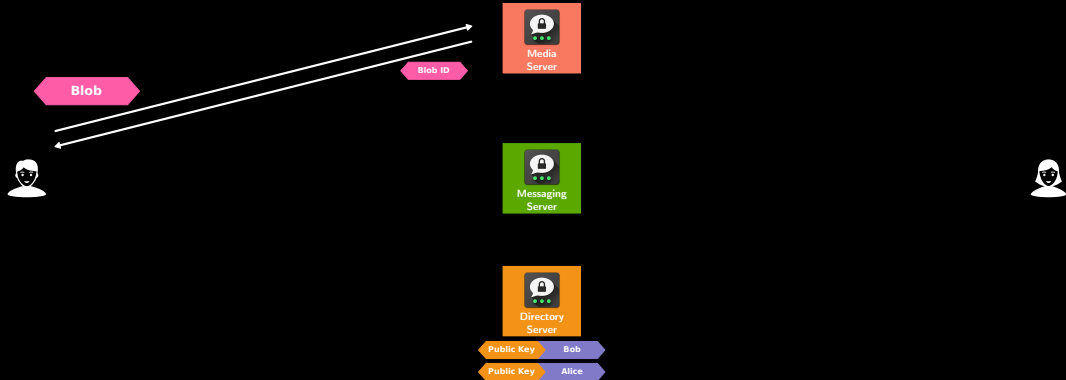 Media
Server
Blob ID
Blob
Messaging
Server
Directory
Server
Public Key Bob
Public Key Alice